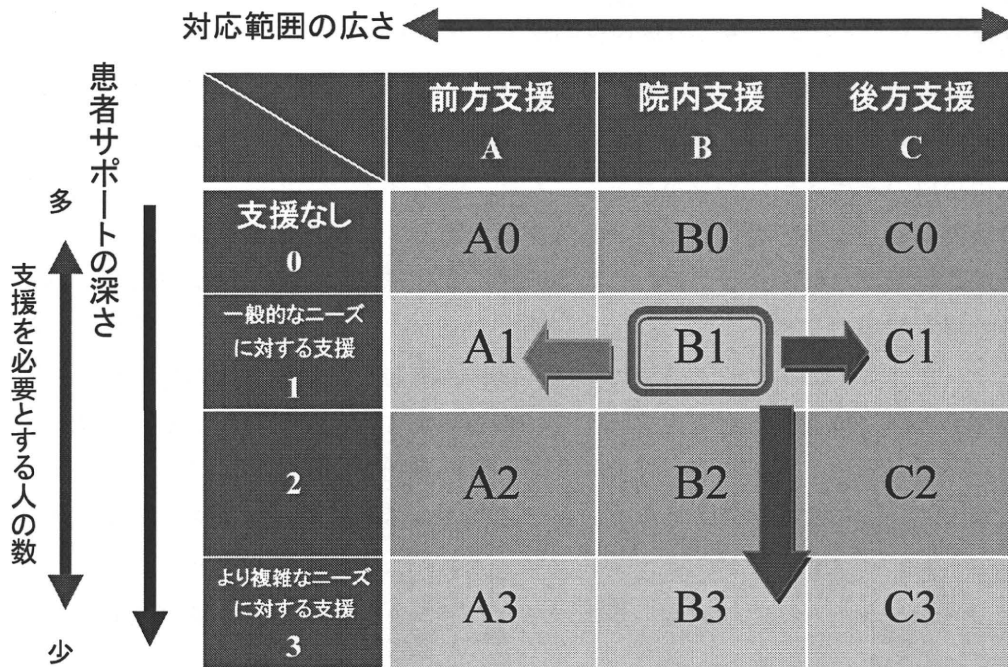 対応範囲の広さ
患者サポートの深さ
多
支援を必要とする人の数
少
前方支援
A
院内支援
B
後方支援
C
支援なし
0
A0
B0
C0
一般的なニーズ
に対する支援
1
A1
B1
C1
2
A2
B2
C2
より複雑なニーズ
に対する支援
3
A3
B3
C3